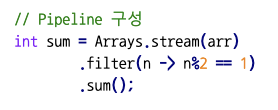 // Pipeline 구성
int sum = Arrays.stream(arr)
.filter(n -> n%2 == 1)
.sum();